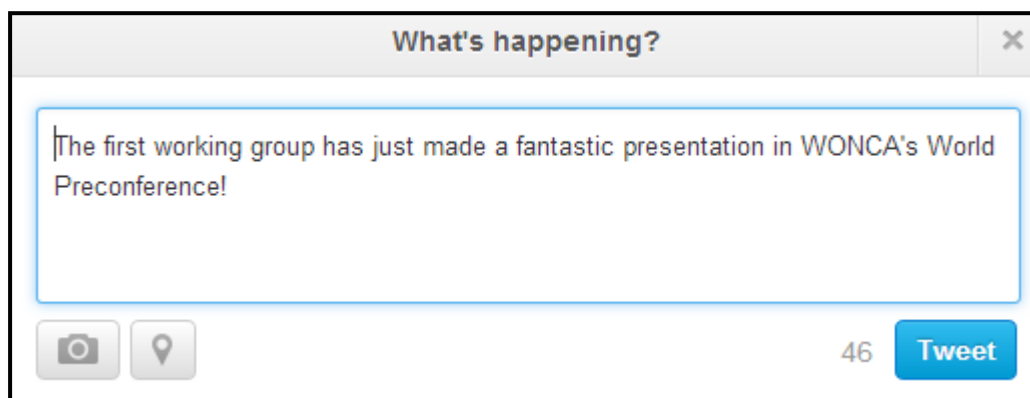 What's happening?
The first working group has just made a fantastic presentation in WONCA's World
Preconference!
46 Tweet